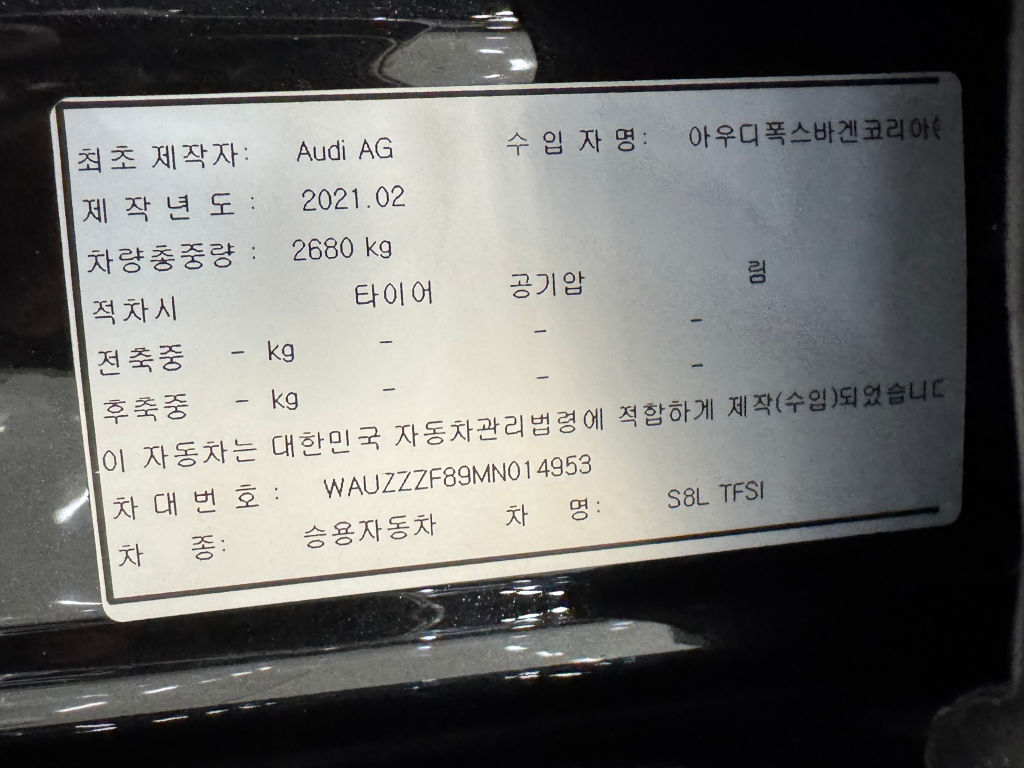 최초 제작자: Audi AG 수 입 자 명: 아우디폭스바겐코리아(
제 작 년 도 : 2021.02
차량총중량 : 2680 kg
적차시 타이어 공기압 림
전축중 - kg - - -
후축중 - kg - - -
이 자동차는 대한민국 자동차관리법령에 적합하게 제작(수입)되었습니
차 대 번 호 : WAUZZZF89MN014953
차 종: 승용자동차 차 명: S8L TFSI